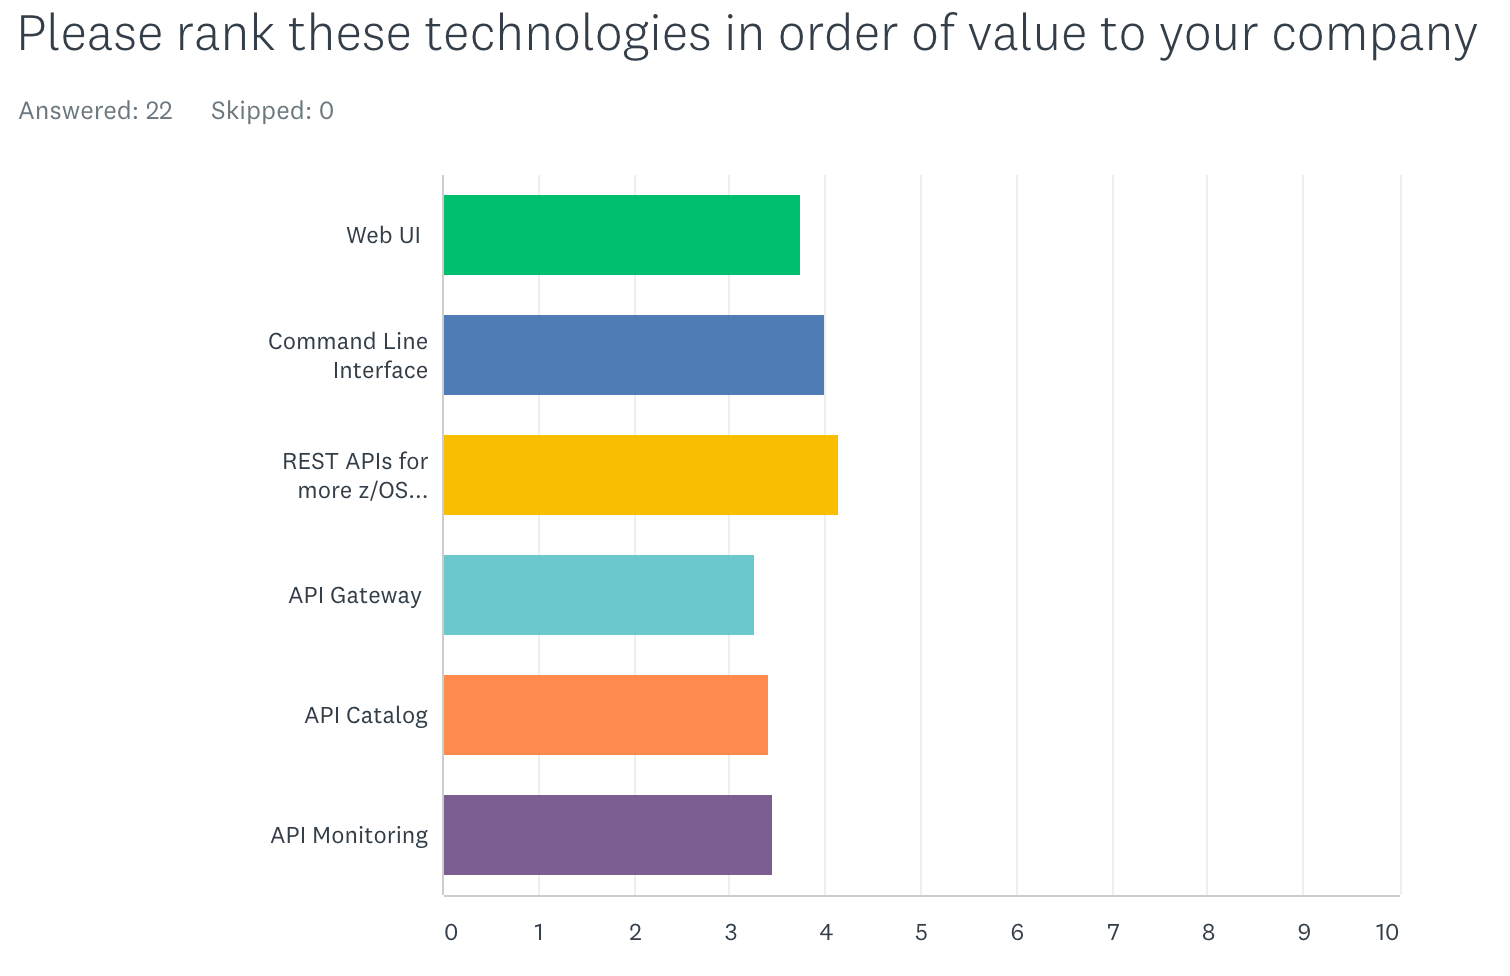 Please rank these technologies in order of value to your company
Answered: 22 Skipped: 0
Web UI
Command Line
Interface
REST APIs for
more z/OS...
API Gateway
API Catalog
API Monitoring
0 1 2 3 4 5 6 7 8 9 10